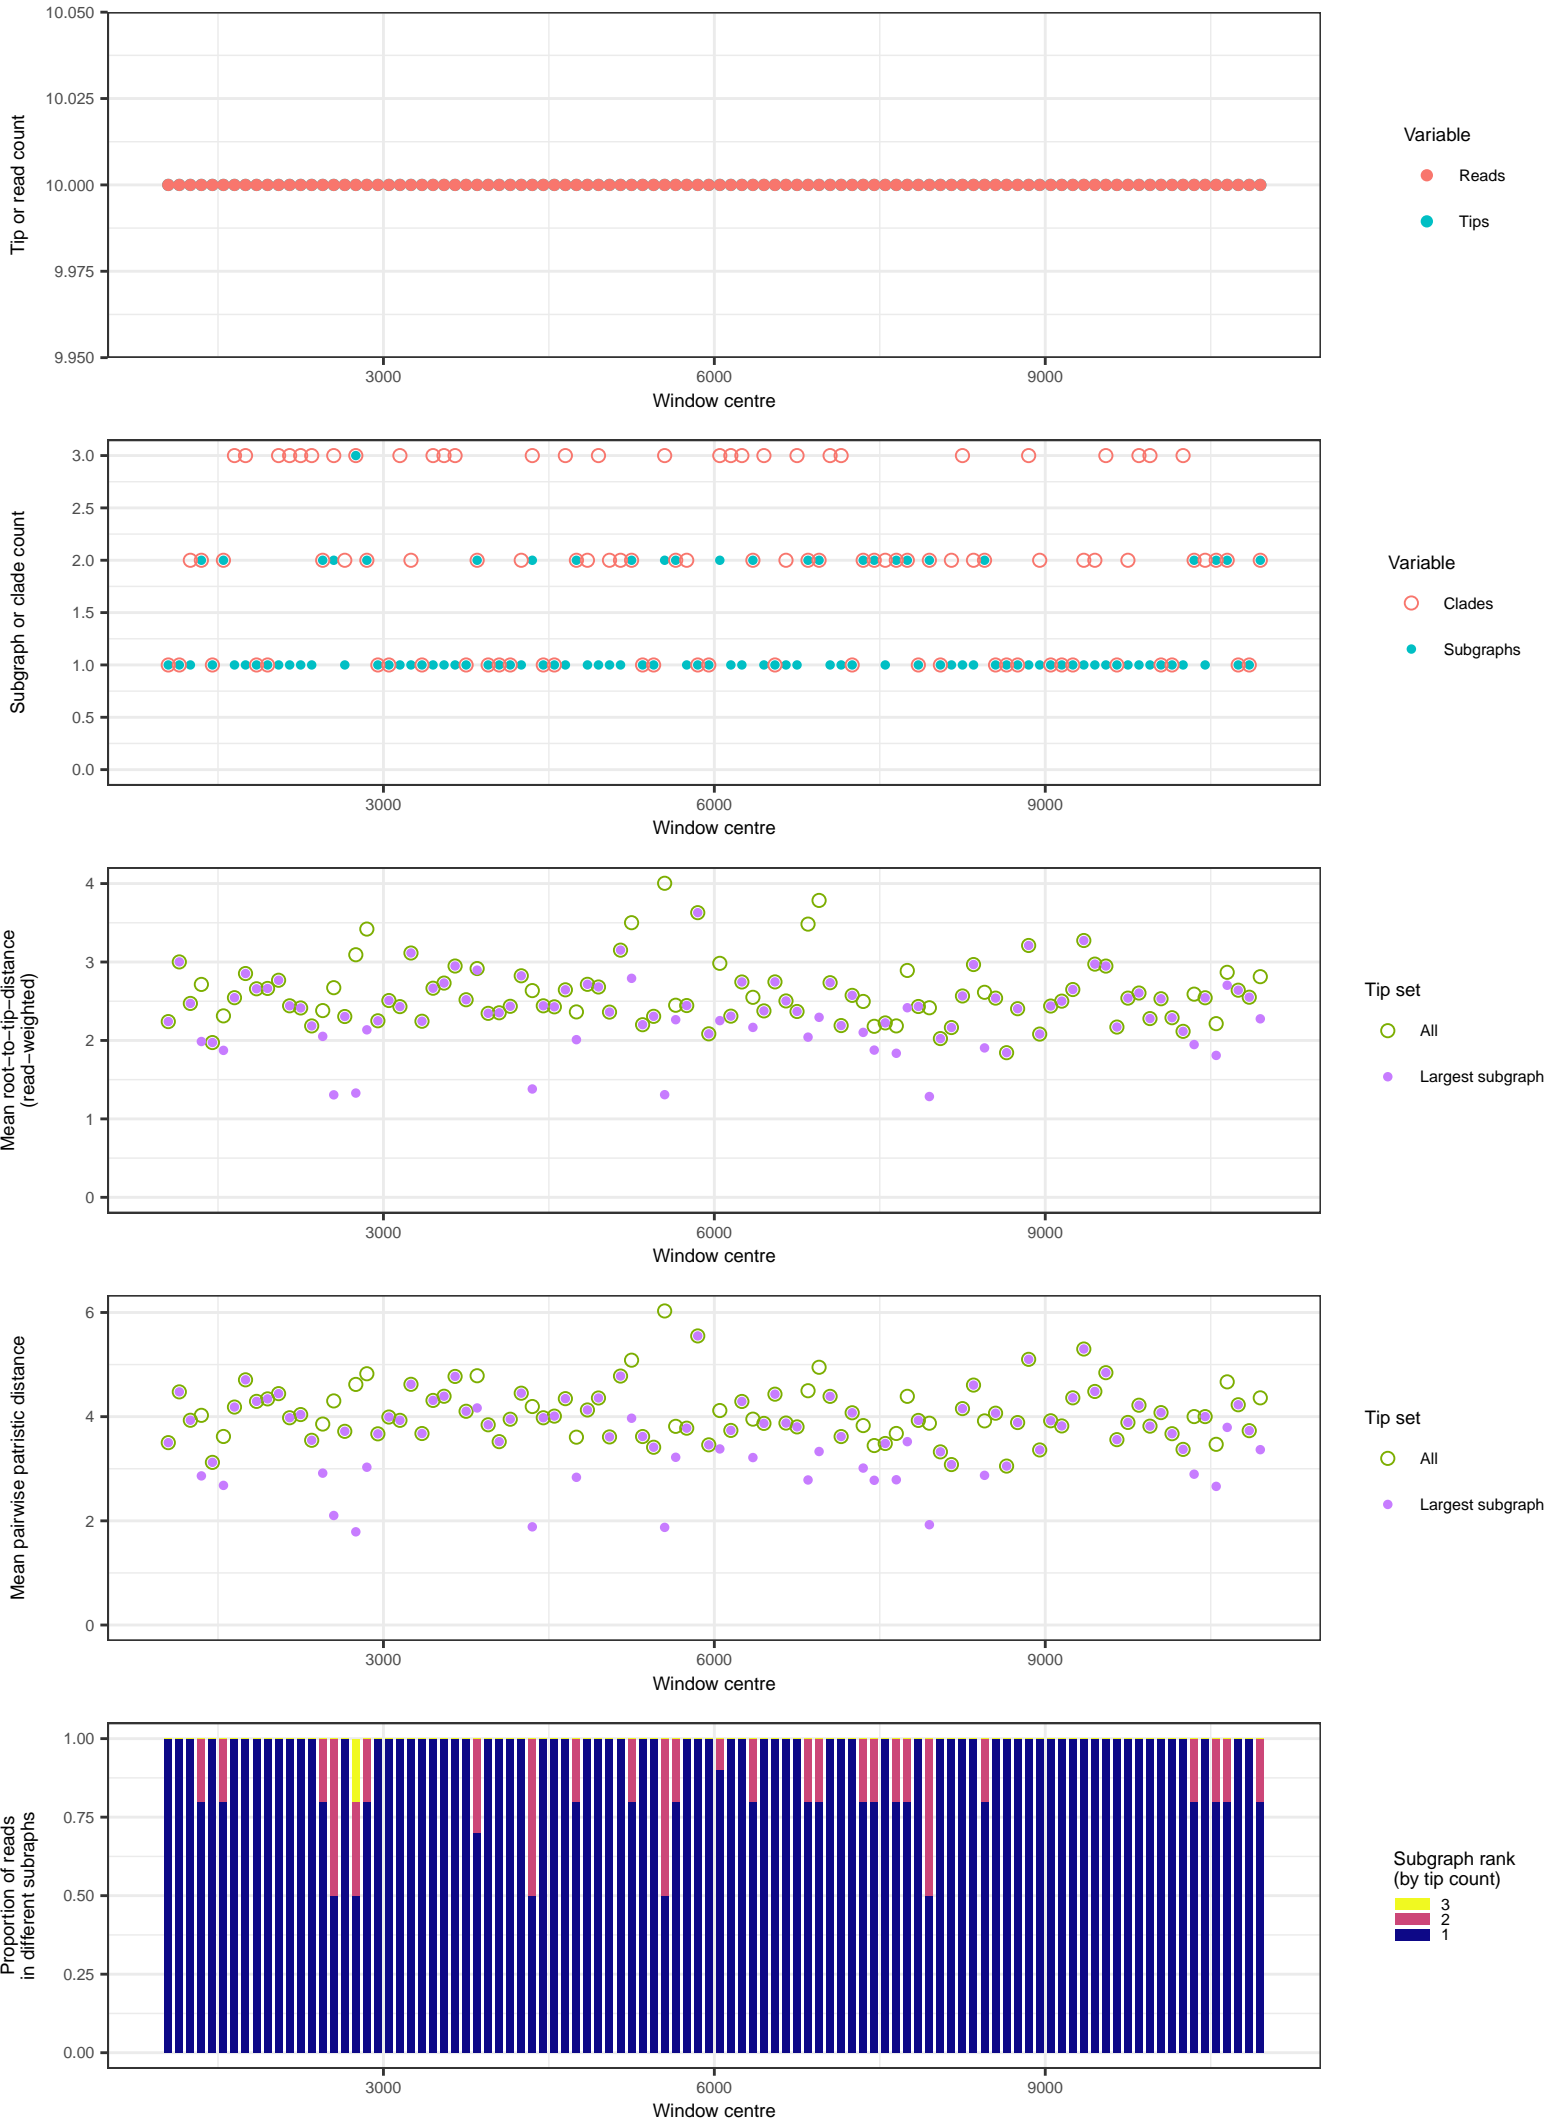 10.050
10.025
10.000
9.975
9.950
Tip or read count
3000 6000 9000
Window centre
Variable
Reads
Tips
3.0
2.5
2.0
1.5
1.0
0.5
0.0
Subgraph or clade count
3000 6000 9000
Window centre
Variable
Clades
Subgraphs
4
3
2
1
0
Mean root−to−tip−distance
(read−weighted)
3000 6000 9000
Window centre
Tip set
All
Largest subgraph
6
4
2
0
Mean pairwise patristic distance
3000 6000 9000
Window centre
Tip set
All
Largest subgraph
1.00
0.75
0.50
0.25
0.00
Proportion of reads
in different subraphs
3000 6000 9000
Window centre
Subgraph rank
(by tip count)
3
2
1